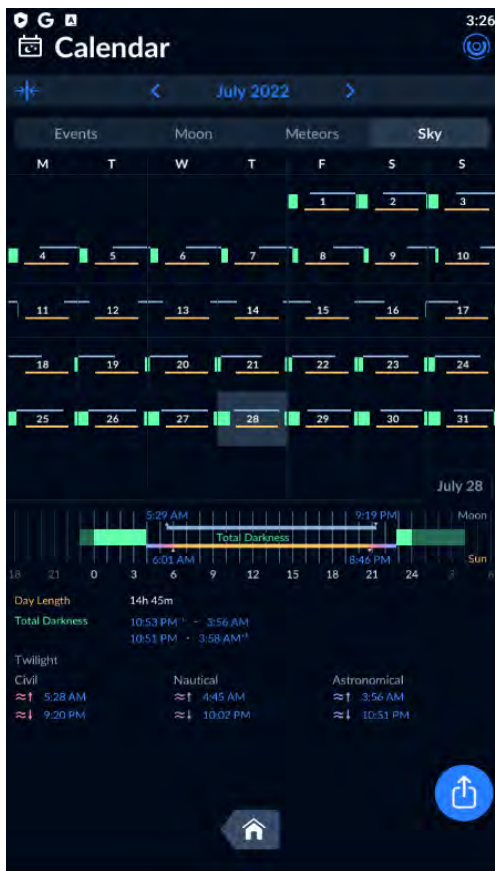 G A 3:26
Calendar
July 2022
Events Moon Meteors Sky
M T W T F S S
1 2 3
4 5 6 7 8 9 10
11 12 13 14 15 16 17
18 19 20 21 22 23 24
25 26 27 28 29 30 31
July 28
5:29 AM 9:19 PM Moon
Total Darkness
6:01 AM 8:46 PM Sun
18 21 0 3 6 9 12 15 18 21 24 3 6
Day Length 14h 45m
Total Darkness 10:53 PM⁻¹ - 3:56 AM
10:51 PM - 3:58 AM⁺¹
Twilight
Civil Nautical Astronomical
≈↑ 5:28 AM ≈↑ 4:45 AM ≈↑ 3:56 AM
≈↓ 9:20 PM ≈↓ 10:02 PM ≈↓ 10:51 PM